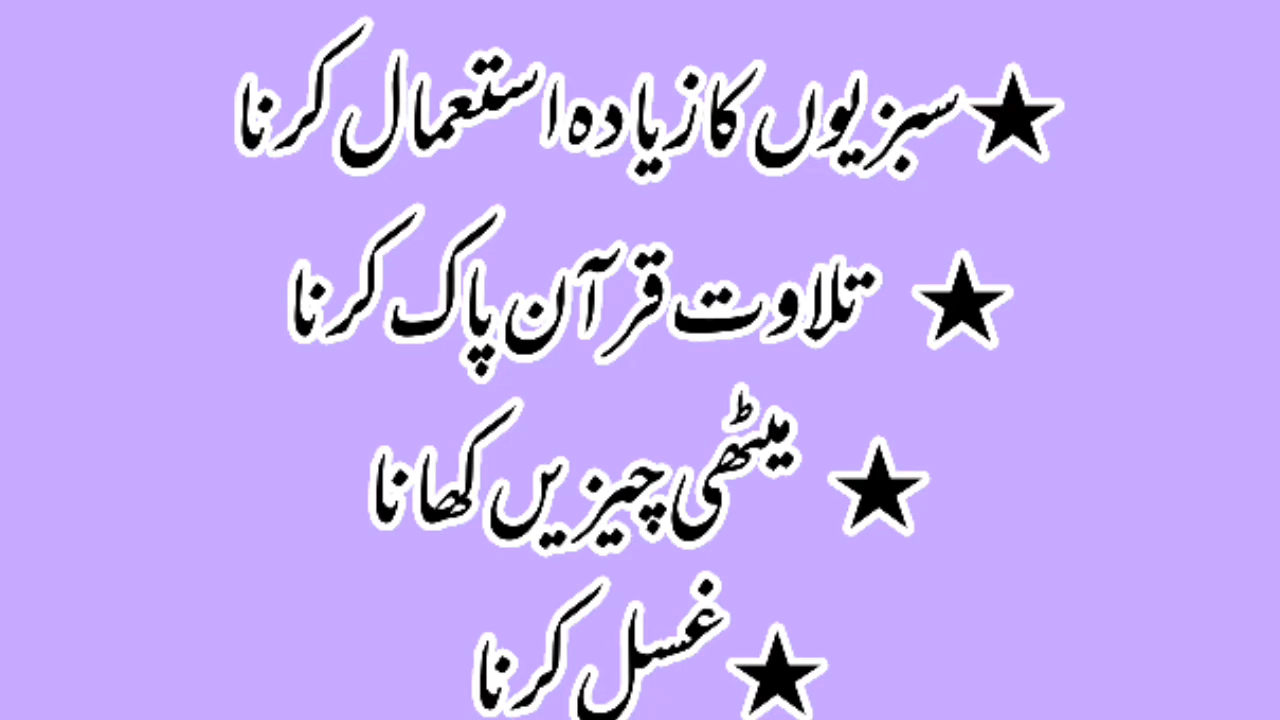 ★سبزیوں کا زیادہ استعمال کرنا
★ تلاوت قرآن پاک کرنا
★ میٹھی چیزیں کھانا
★غسل کرنا